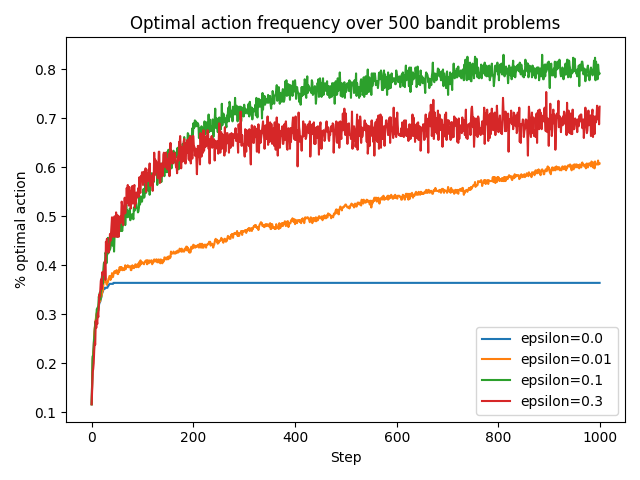 Optimal action frequency over 500 bandit problems
% optimal action
0.8
0.7
0.6
0.5
0.4
0.3
0.2
0.1
0 200 400 600 800 1000
Step
epsilon=0.0
epsilon=0.01
epsilon=0.1
epsilon=0.3